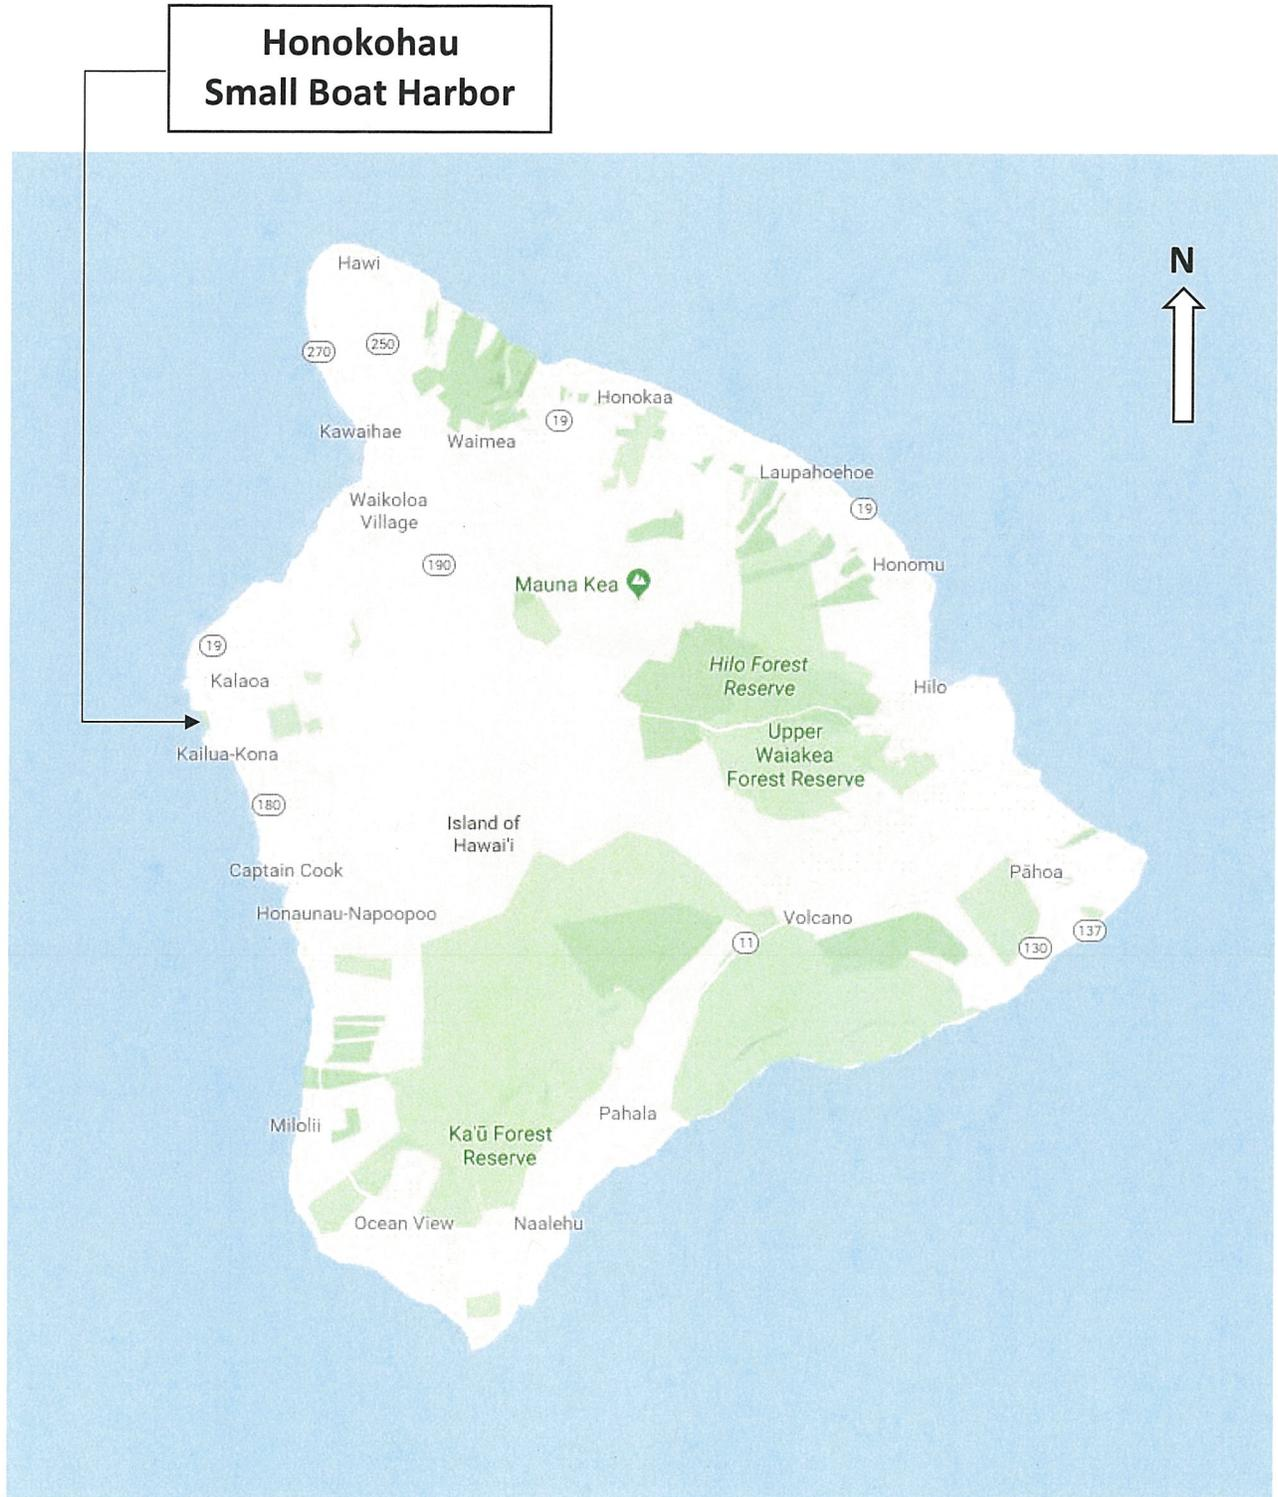 Honokohau
Small Boat Harbor
N
Hawi
270
250
Honokaa
19
Kawaihae
Waimea
Laupahoehoe
Waikoloa
Village
19
190
Honomu
Mauna Kea
19
Hilo Forest
Reserve
Kalaoa
Hilo
Upper
Waiakea
Forest Reserve
Kailua-Kona
180
Island of
Hawai'i
Captain Cook
Pāhoa
Honaunau-Napoopoo
Volcano
11
137
130
Pahala
Milolii
Ka'ū Forest
Reserve
Ocean View
Naalehu